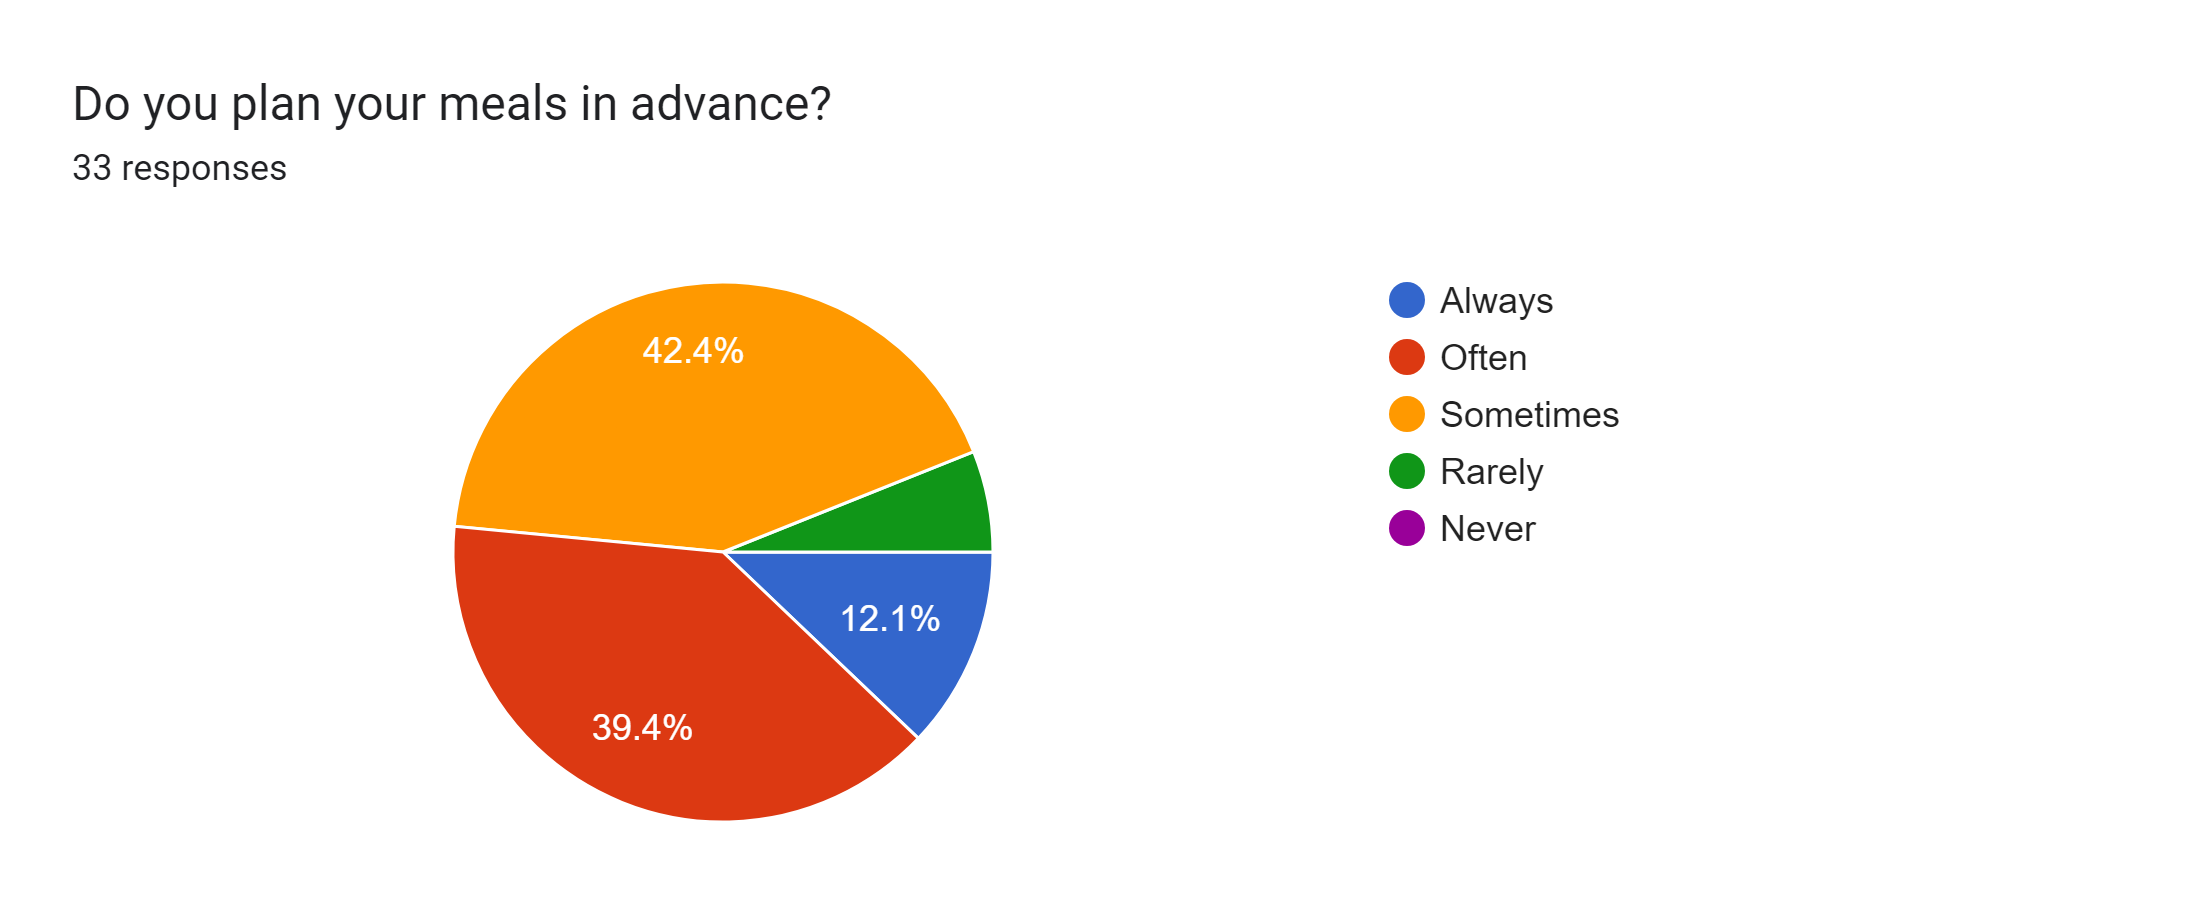 Do you plan your meals in advance?
33 responses
42.4%
12.1%
39.4%
Always
Often
Sometimes
Rarely
Never